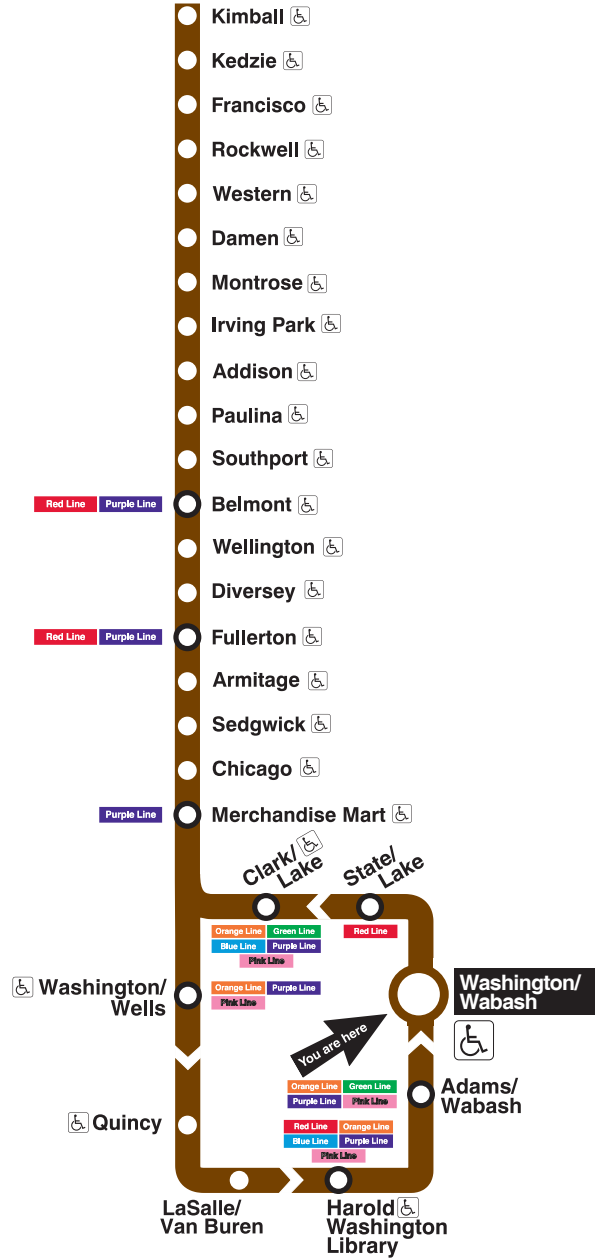 Kimball
Kedzie
Francisco
Rockwell
Western
Damen
Montrose
Irving Park
Addison
Paulina
Southport
Red Line Purple Line Belmont
Wellington
Diversey
Red Line Purple Line Fullerton
Armitage
Sedgwick
Chicago
Purple Line Merchandise Mart
Clark/
Lake
State/
Lake
Orange Line Green Line
Blue Line Purple Line
Pink Line
Red Line
Washington/
Wells
Orange Line Purple Line
Pink Line
Washington/
Wabash
You are here
Orange Line Green Line
Purple Line Pink Line
Adams/
Wabash
Quincy
Red Line Orange Line
Blue Line Purple Line
Pink Line
LaSalle/
Van Buren
Harold
Washington
Library